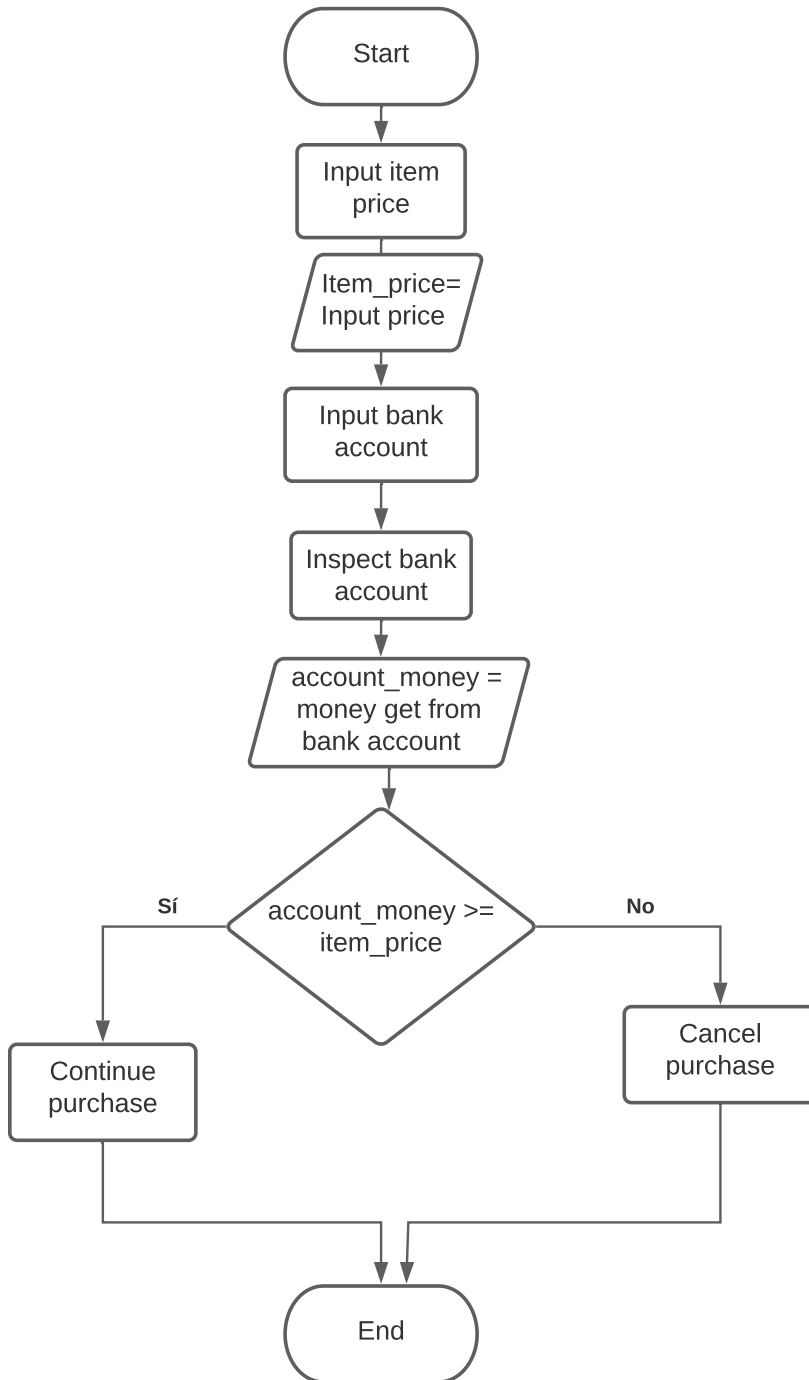 Start
Input item
price
Item_price=
Input price
Input bank
account
Inspect bank
account
account_money =
money get from
bank account
account_money >=
item_price
Sí
No
Continue
purchase
Cancel
purchase
End